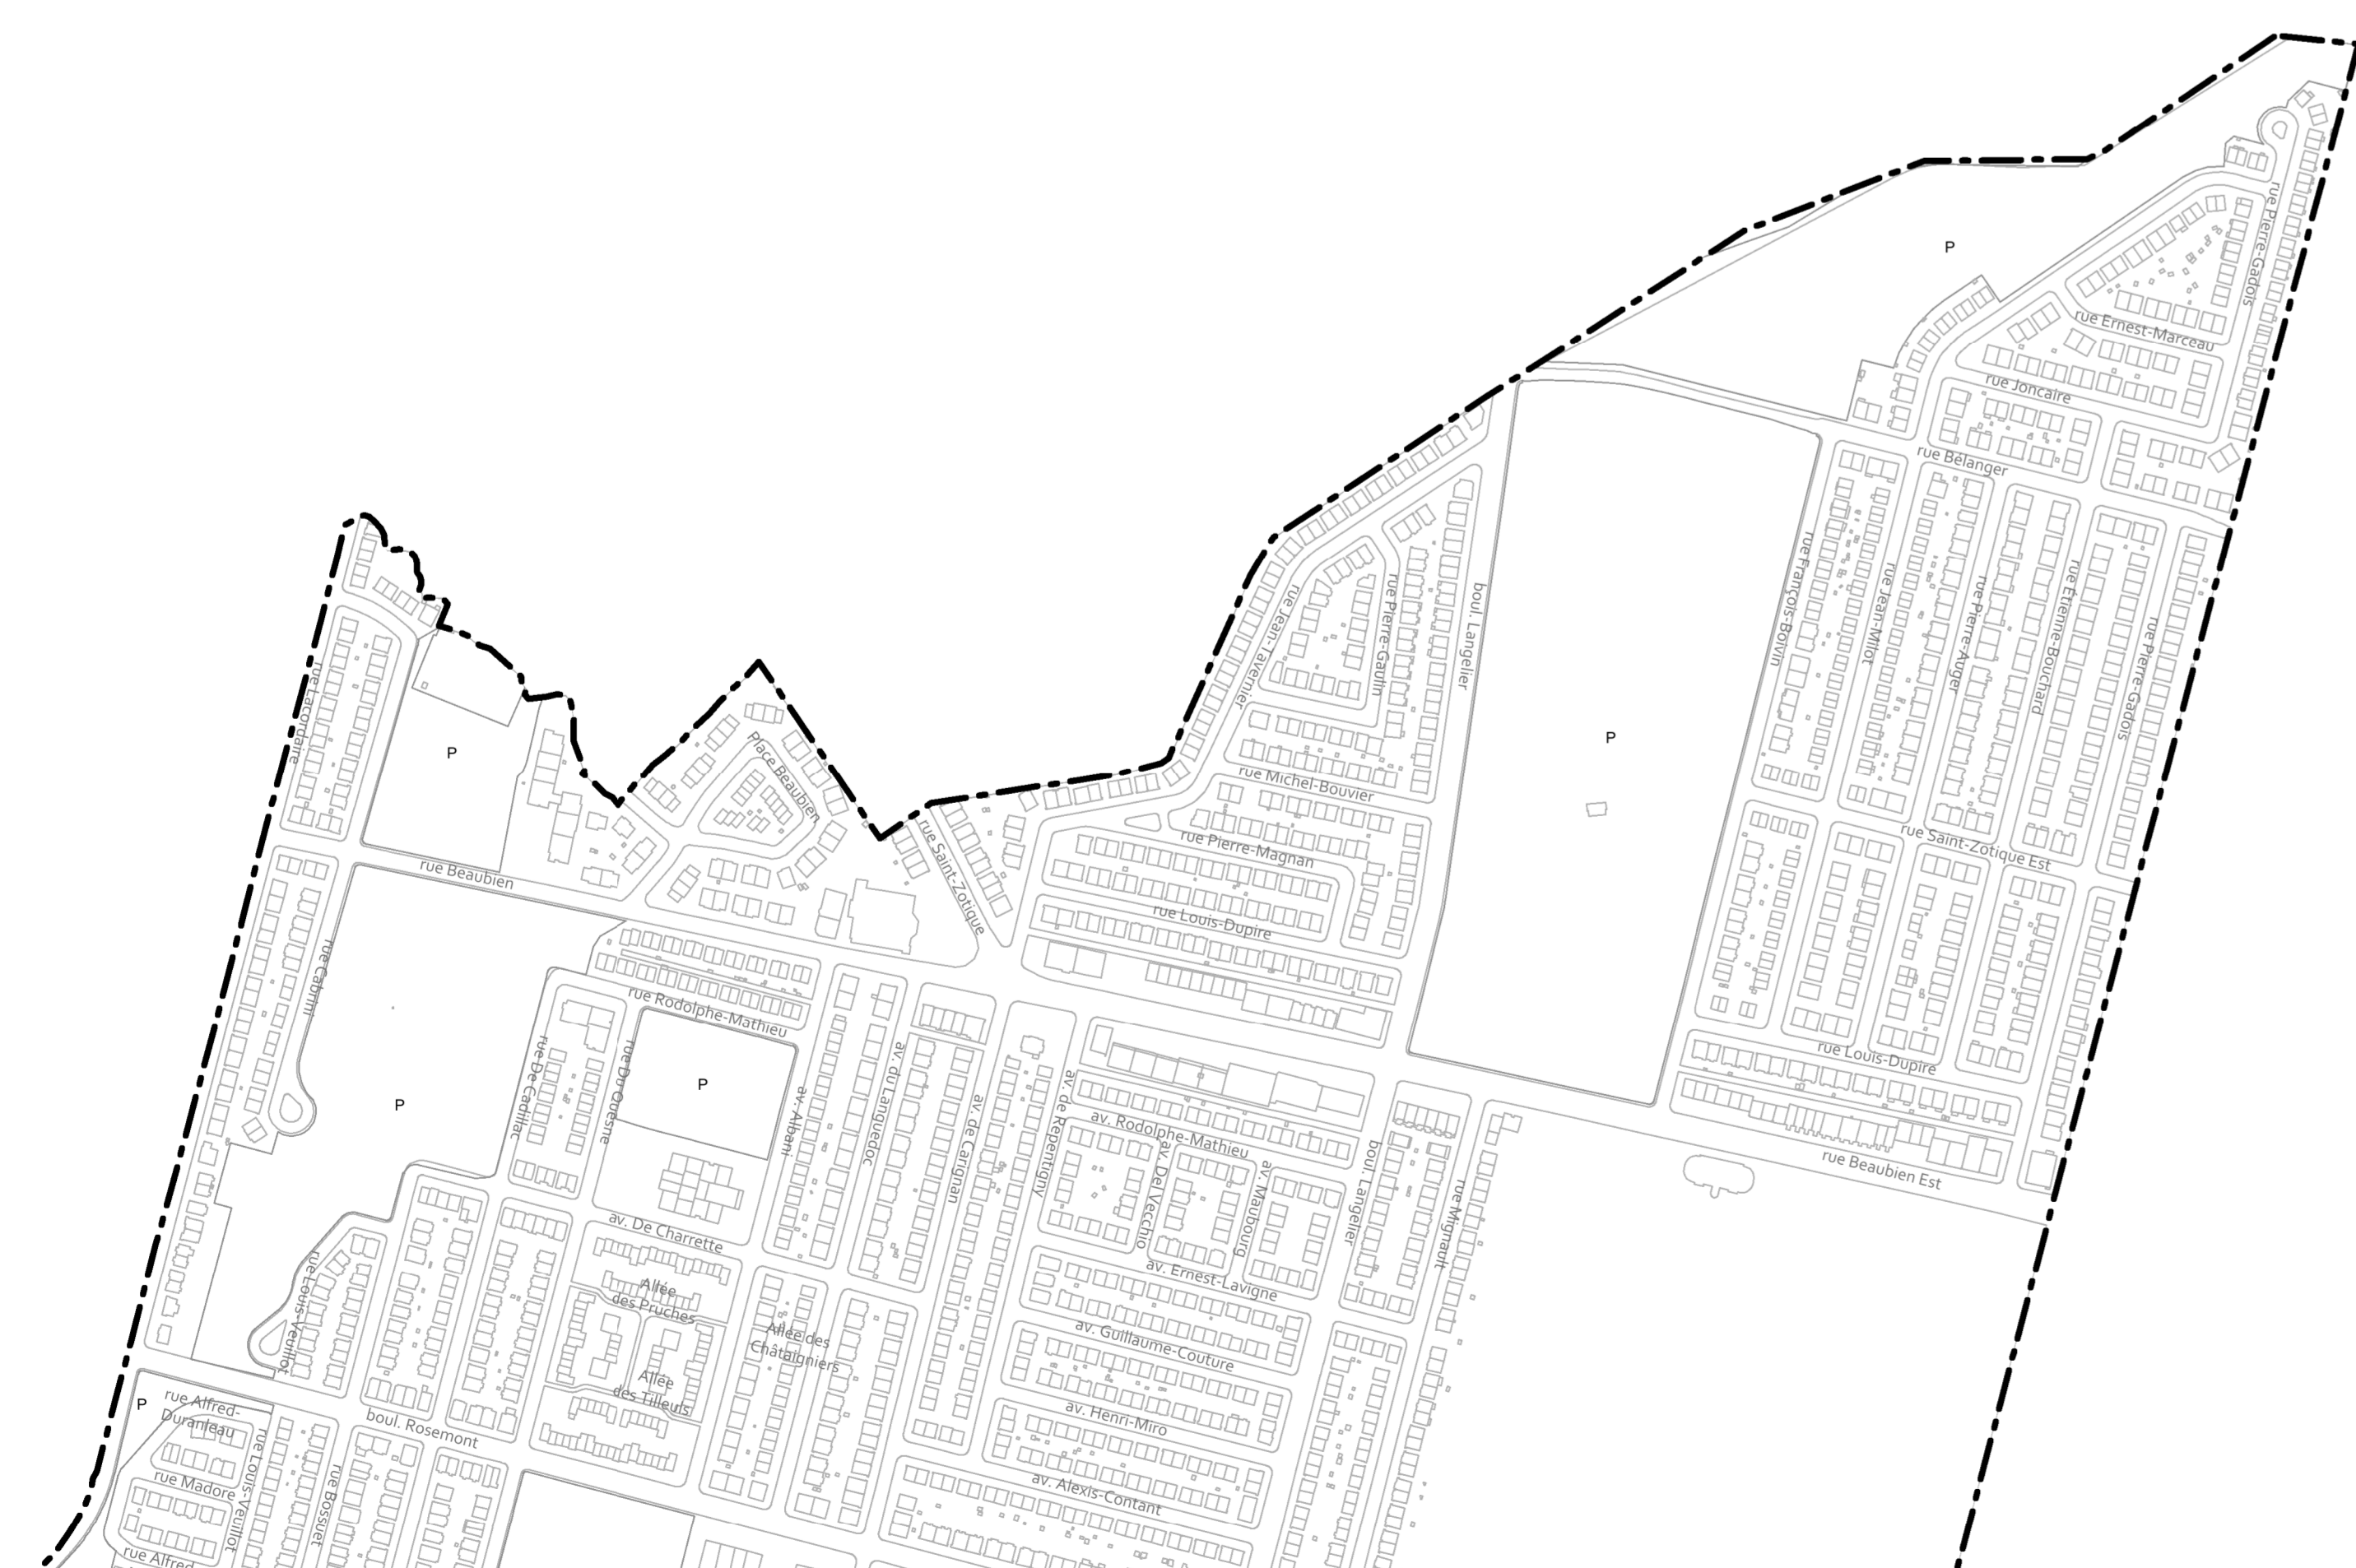 P
rue Pierre-Gadois
rue Ernest-Marceau
rue Joncaire
rue Bélanger
rue François-Boivin
rue Jean-Milot
rue Pierre-Auger
rue Étienne-Bouchard
rue Pierre-Gadois
rue Jean-Tavernier
rue Pierre-Gaulin
boul. Langelier
rue Lacordaire
P
Place Beaubien
P
rue Michel-Bouvier
rue Pierre-Magnan
rue Saint-Zotique
rue Saint-Zotique Est
rue Beaubien
rue Louis-Dupire
rue Cabrini
rue Rodolphe-Mathieu
rue De Cadillac
rue Du Quesne
P
P
av. Albani
av. du Languedoc
av. de Carignan
av. de Repentigny
av. Rodolphe-Mathieu
av. Del Vecchio
av. Maubourg
boul. Langelier
rue Mignault
rue Louis-Dupire
rue Beaubien Est
av. De Charrette
av. Ernest-Lavigne
Allée
des Pruches
Allée des
Châtaigniers
av. Guillaume-Couture
rue Louis-Veuillot
Allée
des Tilleuls
av. Henri-Miro
P
rue Alfred-
Duranleau
boul. Rosemont
rue Madore
rue Louis-Veuillot
rue Bossuet
av. Alexis-Contant
rue Alfred-